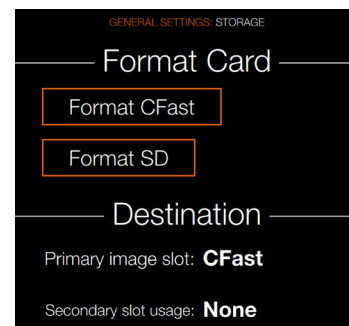 GENERAL SETTINGS: STORAGE
Format Card
Format CFast
Format SD
Destination
Primary image slot: CFast
Secondary slot usage: None